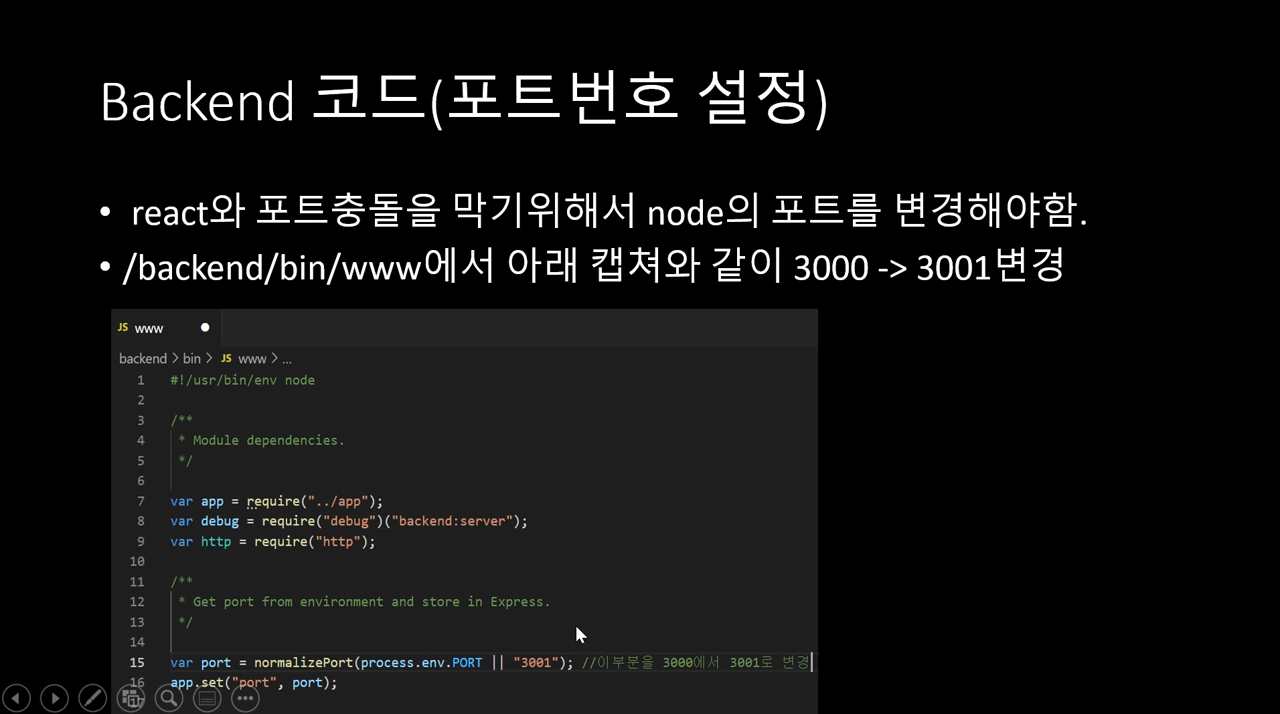 Backend 코드(포트번호 설정)
• react와 포트충돌을 막기위해서 node의 포트를 변경해야함.
• /backend/bin/www에서 아래 캡쳐와 같이 3000 -> 3001변경
JS www ●
backend > bin > JS www > ...
1 #!/usr/bin/env node
2
3 /**
4 * Module dependencies.
5 */
6
7 var app = require("../app");
8 var debug = require("debug")("backend:server");
9 var http = require("http");
10
11 /**
12 * Get port from environment and store in Express.
13 */
14
15 var port = normalizePort(process.env.PORT || "3001"); //이부분을 3000에서 3001로 변경
16 app.set("port", port);